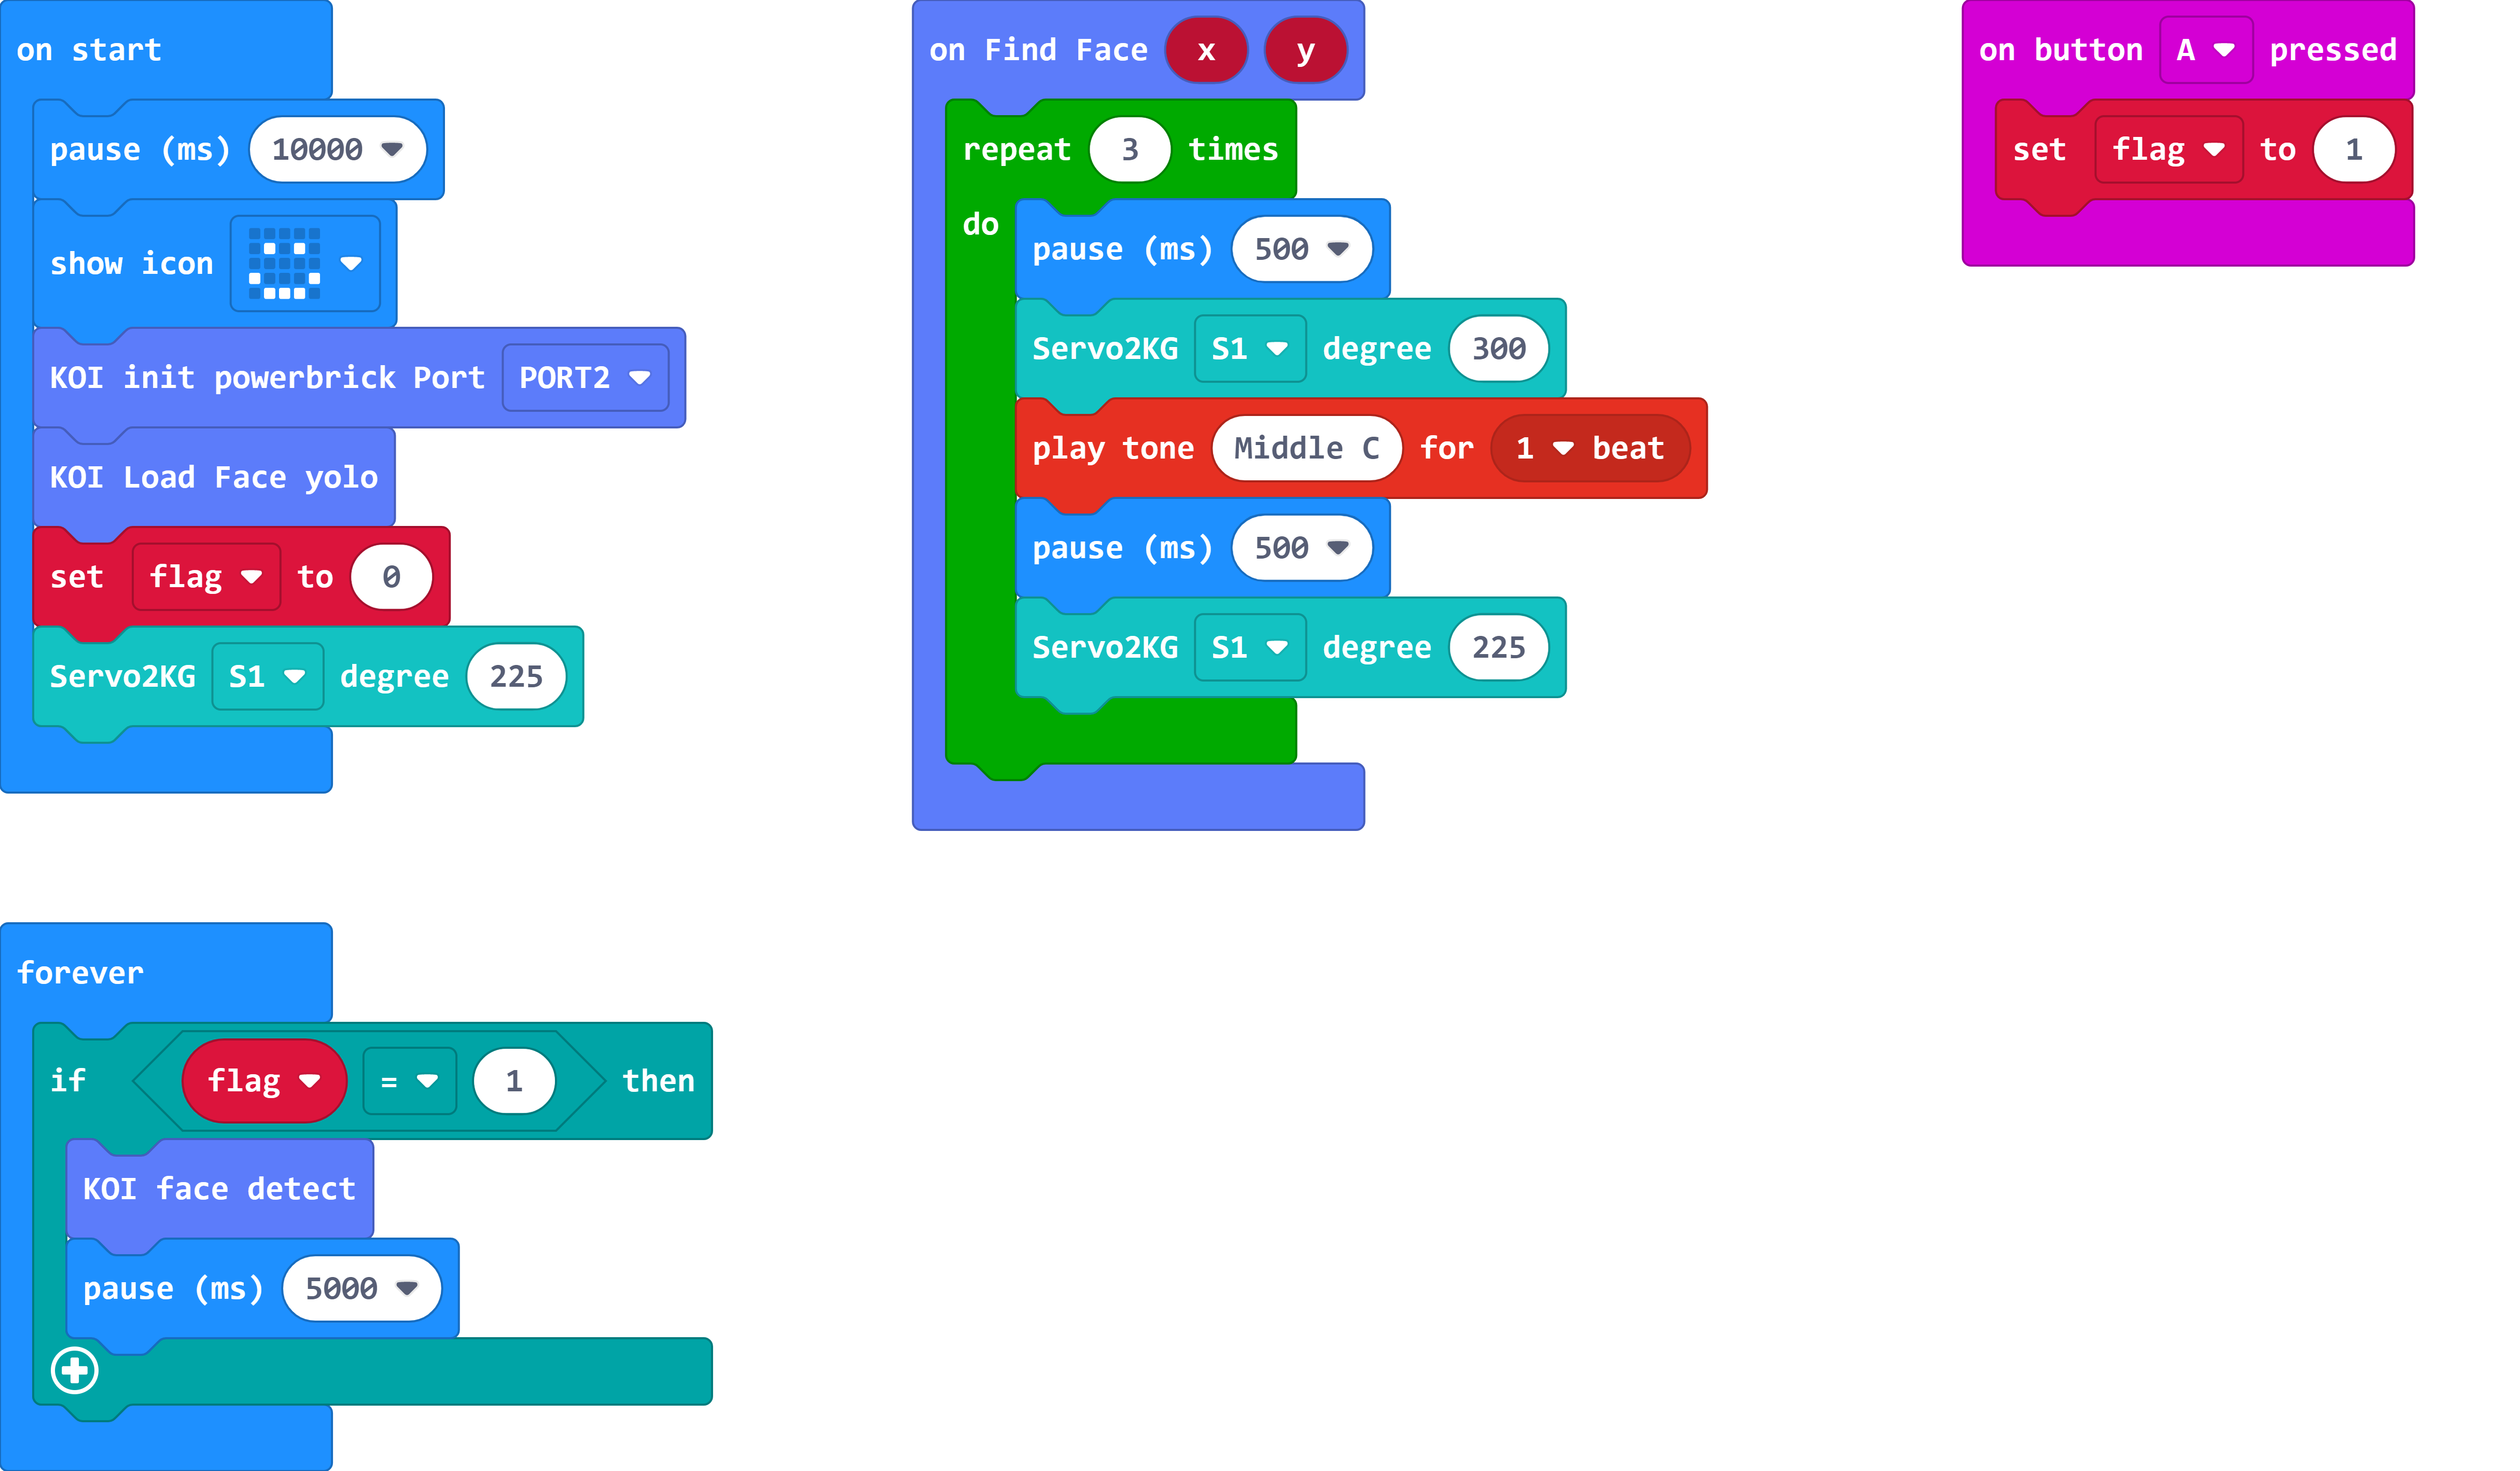 on start
pause (ms) 10000
show icon
KOI init powerbrick Port PORT2
KOI Load Face yolo
set flag to 0
Servo2KG S1 degree 225
on Find Face x y
repeat 3 times
do
pause (ms) 500
Servo2KG S1 degree 300
play tone Middle C for 1 beat
pause (ms) 500
Servo2KG S1 degree 225
on button A pressed
set flag to 1
forever
if flag = 1 then
KOI face detect
pause (ms) 5000